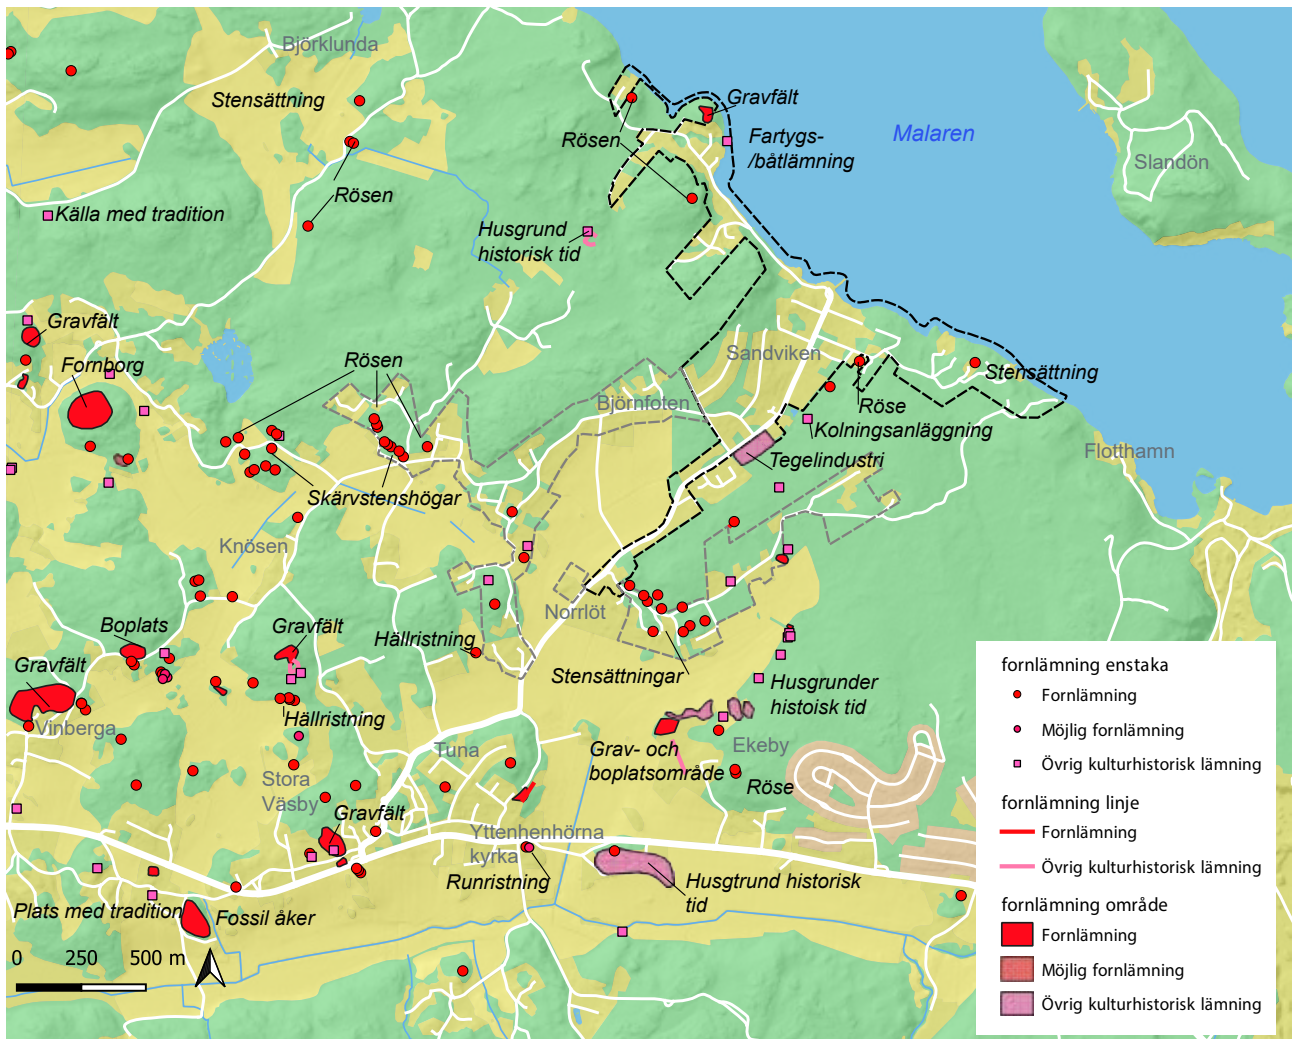 Björklunda
Stensättning
Gravfält
Malaren
Rösen
Fartygs-
/båtlämning
Slandön
Rösen
Källa med tradition
Husgrund
historisk tid
Gravfält
Fornborg
Rösen
Sandviken
Stensättning
Björnfoten
Röse
Kolningsanläggning
Tegelindustri
Flotthamn
Skärvstenshögar
Knösen
Norrlöt
Boplats
Gravfält
Hällristning
Gravfält
Stensättningar
Husgrunder
histoisk tid
Vinberga
Hällristning
Tuna
Grav- och
boplatsområde
Ekeby
Stora
Väsby
Röse
Gravfält
Yttenhenhörna
kyrka
Runristning
Husgtrund historisk
tid
Plats med tradition
Fossil åker
0 250 500 m
fornlämning enstaka
Fornlämning
Möjlig fornlämning
Övrig kulturhistorisk lämning
fornlämning linje
Fornlämning
Övrig kulturhistorisk lämning
fornlämning område
Fornlämning
Möjlig fornlämning
Övrig kulturhistorisk lämning